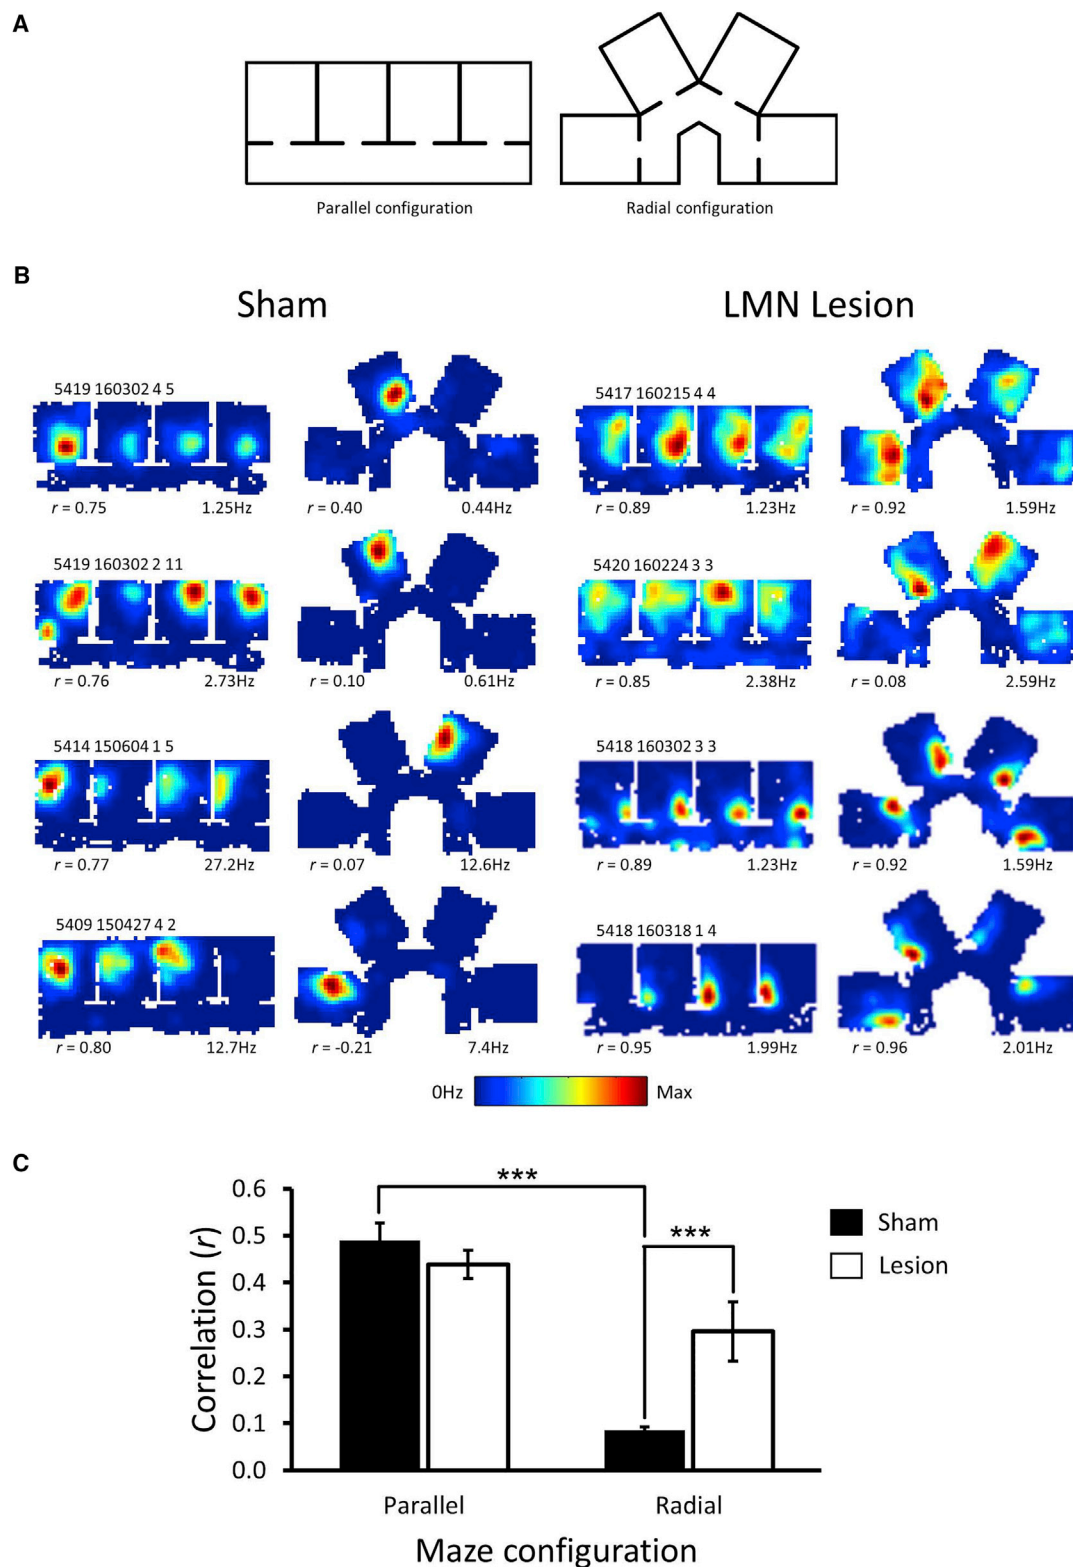 A
Parallel configuration
Radial configuration
B
Sham
LMN Lesion
5419 160302 4 5
r = 0.75 1.25Hz
r = 0.40 0.44Hz
5417 160215 4 4
r = 0.89 1.23Hz
r = 0.92 1.59Hz
5419 160302 2 11
r = 0.76 2.73Hz
r = 0.10 0.61Hz
5420 160224 3 3
r = 0.85 2.38Hz
r = 0.08 2.59Hz
5414 150604 1 5
r = 0.77 27.2Hz
r = 0.07 12.6Hz
5418 160302 3 3
r = 0.89 1.23Hz
r = 0.92 1.59Hz
5409 150427 4 2
r = 0.80 12.7Hz
r = -0.21 7.4Hz
5418 160318 1 4
r = 0.95 1.99Hz
r = 0.96 2.01Hz
0Hz Max
C
***
***
Sham
Lesion
Correlation (r)
0.6
0.5
0.4
0.3
0.2
0.1
0.0
Parallel
Radial
Maze configuration